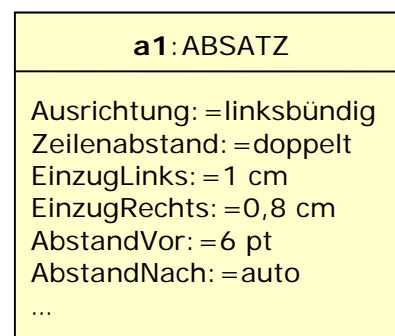 a1:ABSATZ
Ausrichtung:=linksbündig
Zeilenabstand:=doppelt
EinzugLinks:=1 cm
EinzugRechts:=0,8 cm
AbstandVor:=6 pt
AbstandNach:=auto
...